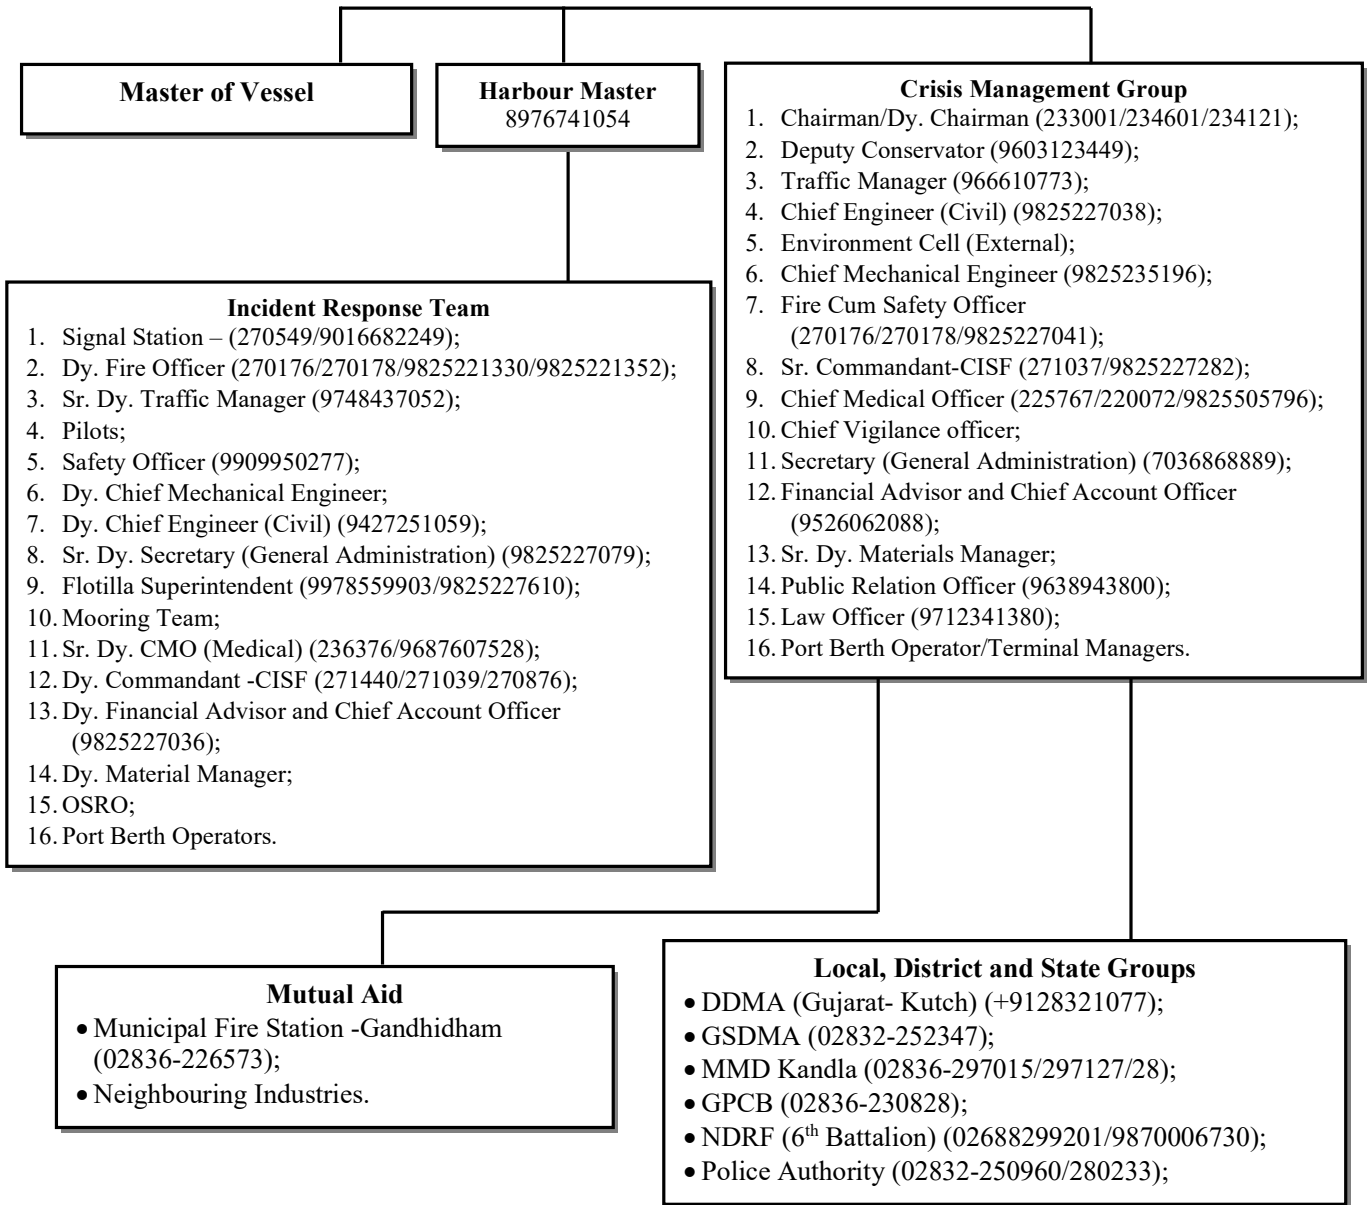 Master of Vessel
Harbour Master
8976741054
Crisis Management Group
1. Chairman/Dy. Chairman (233001/234601/234121);
2. Deputy Conservator (9603123449);
3. Traffic Manager (966610773);
4. Chief Engineer (Civil) (9825227038);
5. Environment Cell (External);
6. Chief Mechanical Engineer (9825235196);
7. Fire Cum Safety Officer
(270176/270178/9825227041);
8. Sr. Commandant-CISF (271037/9825227282);
9. Chief Medical Officer (225767/220072/9825505796);
10. Chief Vigilance officer;
11. Secretary (General Administration) (7036868889);
12. Financial Advisor and Chief Account Officer
(9526062088);
13. Sr. Dy. Materials Manager;
14. Public Relation Officer (9638943800);
15. Law Officer (9712341380);
16. Port Berth Operator/Terminal Managers.
Incident Response Team
1. Signal Station – (270549/9016682249);
2. Dy. Fire Officer (270176/270178/9825221330/9825221352);
3. Sr. Dy. Traffic Manager (9748437052);
4. Pilots;
5. Safety Officer (9909950277);
6. Dy. Chief Mechanical Engineer;
7. Dy. Chief Engineer (Civil) (9427251059);
8. Sr. Dy. Secretary (General Administration) (9825227079);
9. Flotilla Superintendent (9978559903/9825227610);
10. Mooring Team;
11. Sr. Dy. CMO (Medical) (236376/9687607528);
12. Dy. Commandant -CISF (271440/271039/270876);
13. Dy. Financial Advisor and Chief Account Officer
(9825227036);
14. Dy. Material Manager;
15. OSRO;
16. Port Berth Operators.
Mutual Aid
• Municipal Fire Station -Gandhidham
(02836-226573);
• Neighbouring Industries.
Local, District and State Groups
• DDMA (Gujarat- Kutch) (+9128321077);
• GSDMA (02832-252347);
• MMD Kandla (02836-297015/297127/28);
• GPCB (02836-230828);
• NDRF (6th Battalion) (02688299201/9870006730);
• Police Authority (02832-250960/280233);